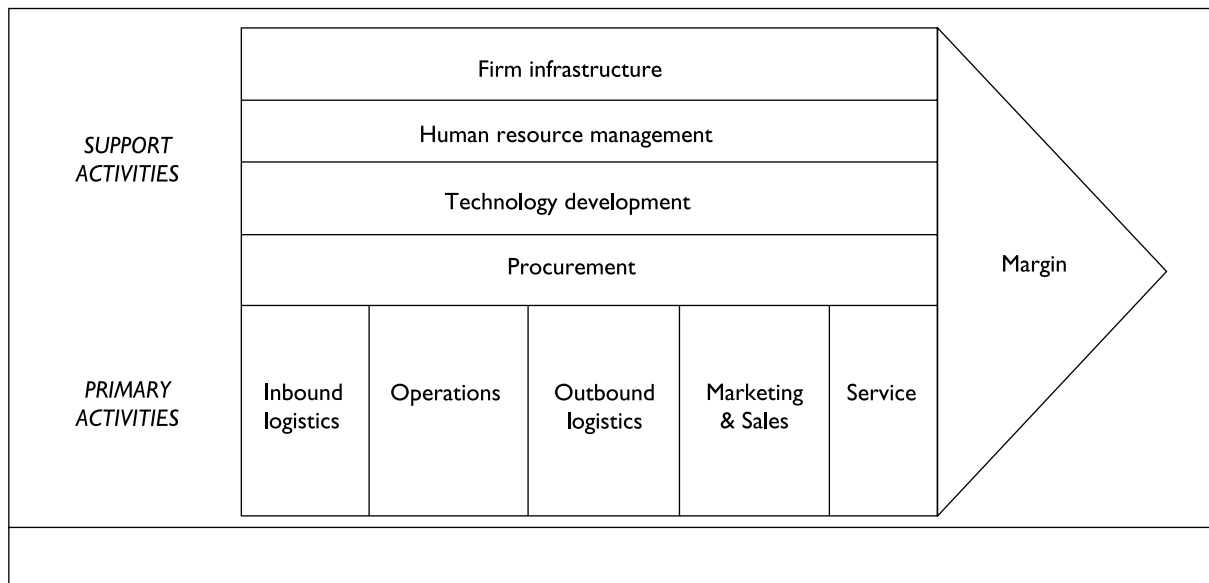 Firm infrastructure
SUPPORT
ACTIVITIES
Human resource management
Technology development
Procurement
Margin
PRIMARY
ACTIVITIES
Inbound
logistics
Operations
Outbound
logistics
Marketing
& Sales
Service